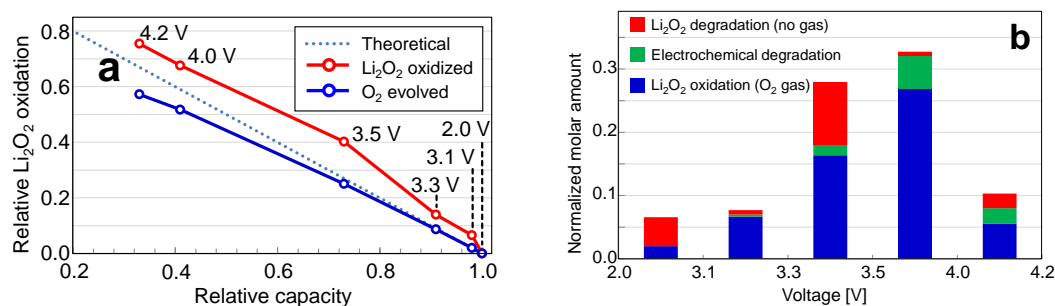 a
Relative Li₂O₂ oxidation
0.8
0.6
0.4
0.2
0.0
0.2
0.4
0.6
0.8
1.0
Relative capacity
4.2 V
4.0 V
3.5 V
3.3 V
3.1 V
2.0 V
Theoretical
Li₂O₂ oxidized
O₂ evolved
b
Li₂O₂ degradation (no gas)
Electrochemical degradation
Li₂O₂ oxidation (O₂ gas)
Normalized molar amount
0.3
0.2
0.1
0.0
2.0
3.1
3.3
3.5
4.0
4.2
Voltage [V]